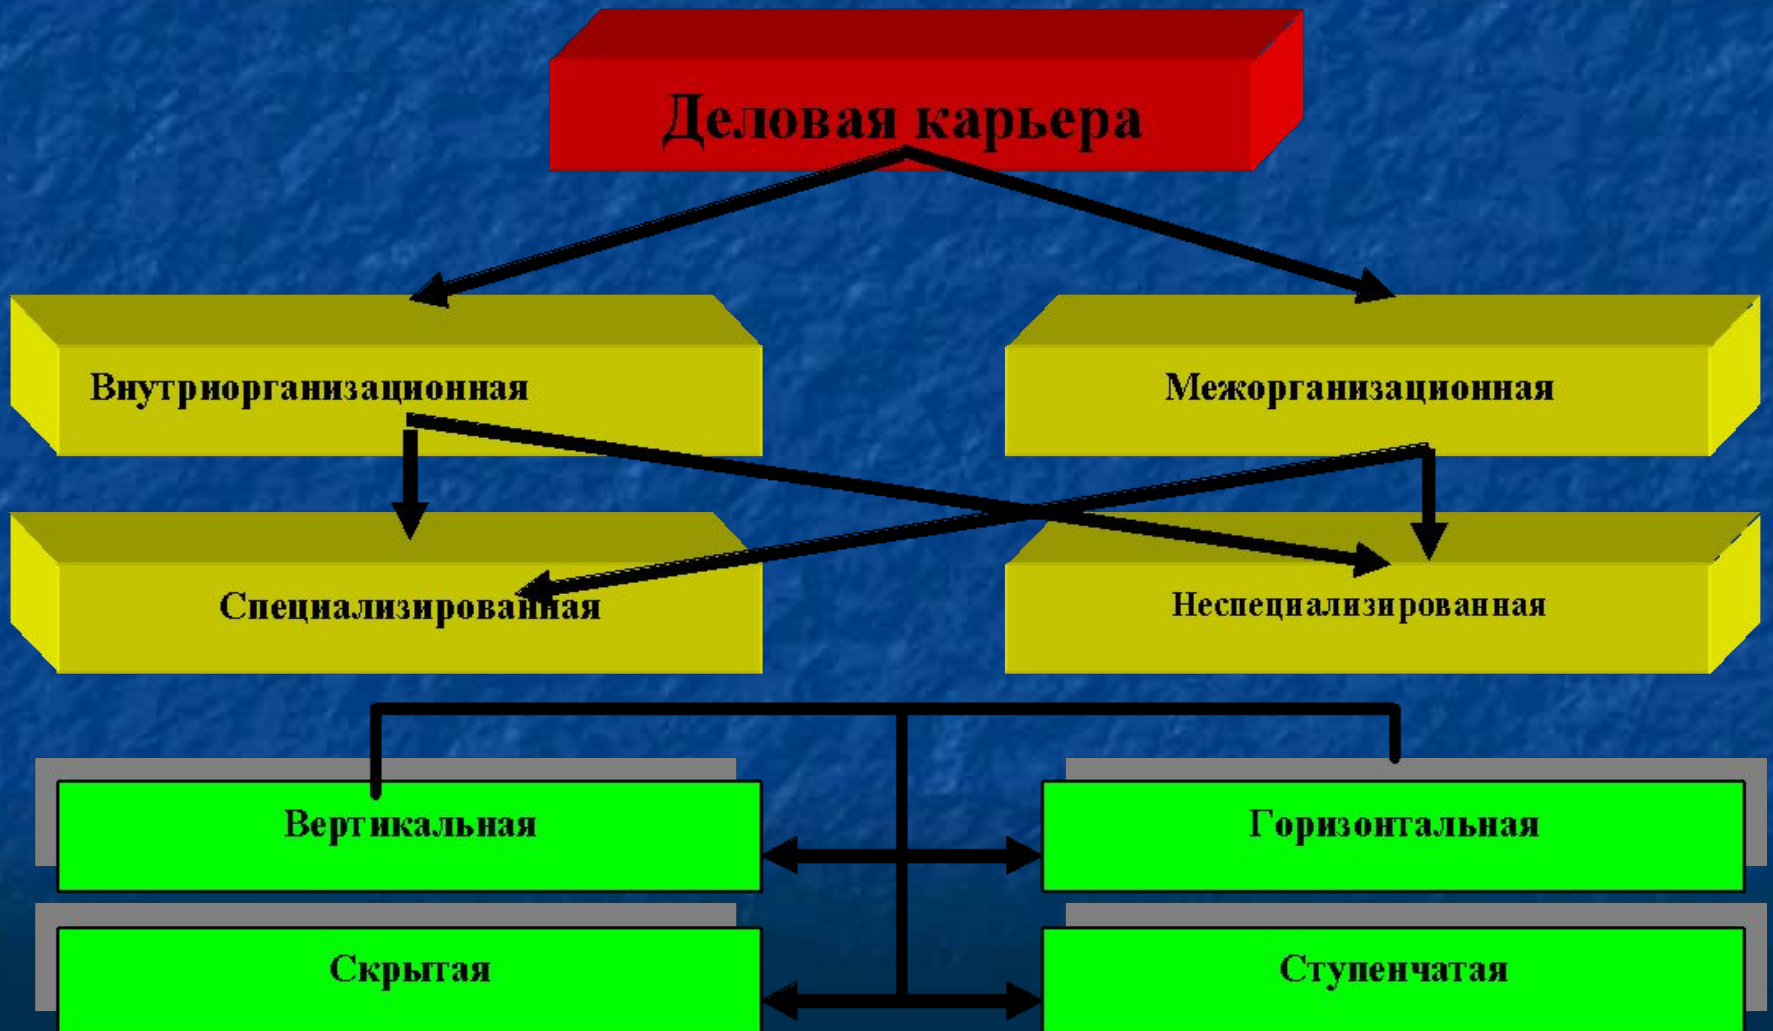 Деловая карьера
Внутриорганизационная
Межорганизационная
Специализированная
Неспециализированная
Вертикальная
Горизонтальная
Скрытая
Ступенчатая